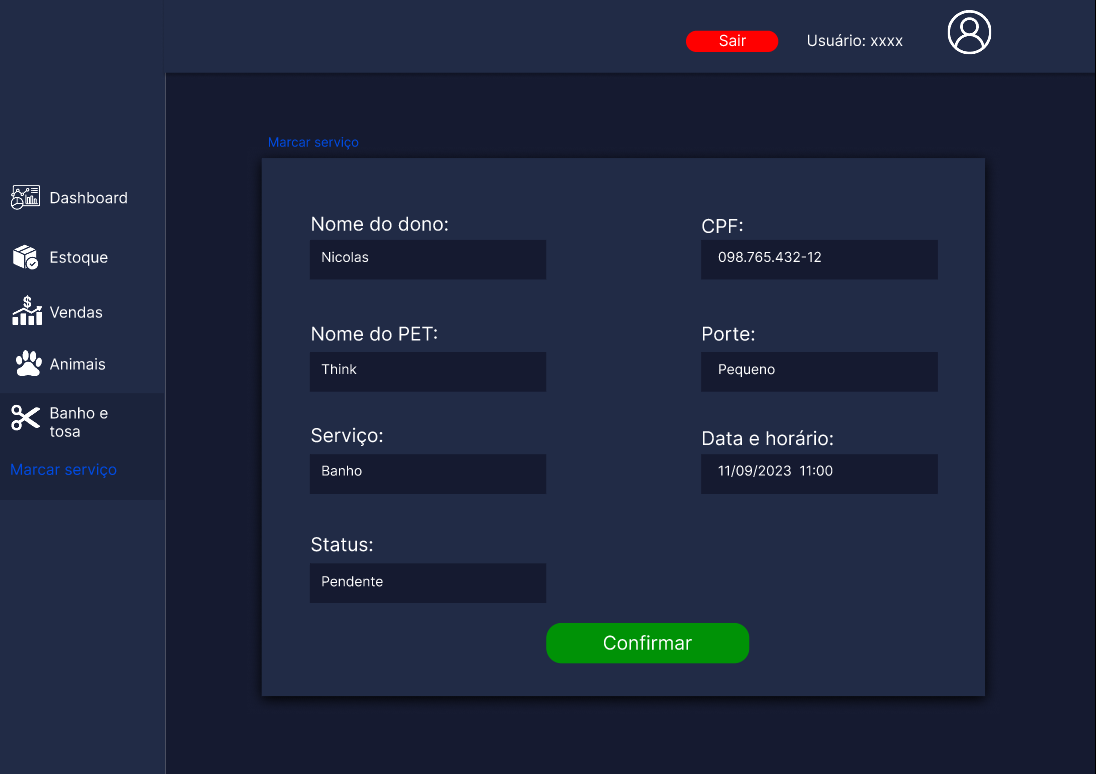 Sair
Usuário: xxxx
Dashboard
Estoque
Vendas
Animais
Banho e
tosa
Marcar serviço
Marcar serviço
Nome do dono:
Nicolas
CPF:
098.765.432-12
Nome do PET:
Think
Porte:
Pequeno
Serviço:
Banho
Data e horário:
11/09/2023  11:00
Status:
Pendente
Confirmar